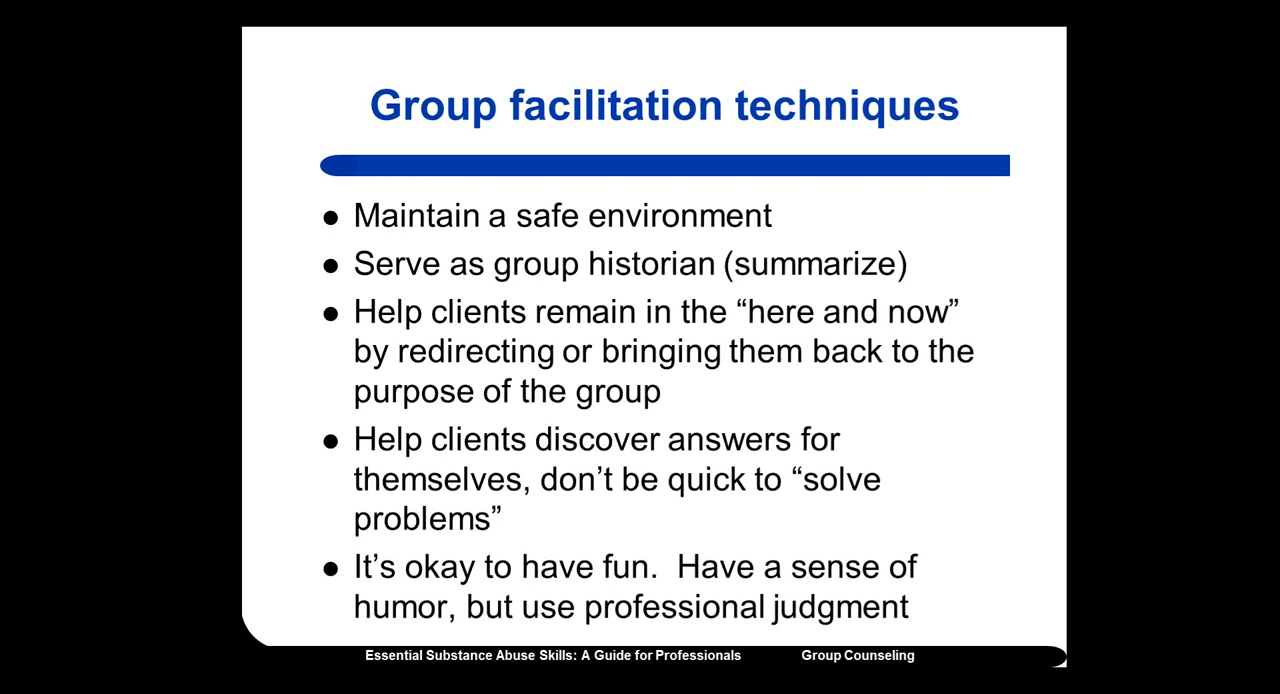 Group facilitation techniques
● Maintain a safe environment
● Serve as group historian (summarize)
● Help clients remain in the “here and now”
by redirecting or bringing them back to the
purpose of the group
● Help clients discover answers for
themselves, don’t be quick to “solve
problems”
● It’s okay to have fun.  Have a sense of
humor, but use professional judgment
Essential Substance Abuse Skills: A Guide for Professionals Group Counseling